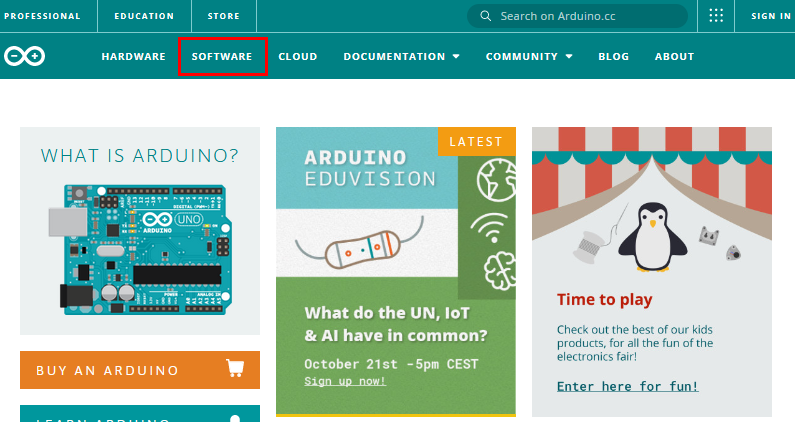 PROFESSIONAL
EDUCATION
STORE
Search on Arduino.cc
SIGN IN
HARDWARE
SOFTWARE
CLOUD
DOCUMENTATION
COMMUNITY
BLOG
ABOUT
WHAT IS ARDUINO?
UNO
ARDUINO
BUY AN ARDUINO
LEARN ARDUINO
LATEST
ARDUINO
EDUVISION
What do the UN, IoT
& AI have in common?
October 21st -5pm CEST
Sign up now!
Time to play
Check out the best of our kids
products, for all the fun of the
electronics fair!
Enter here for fun!